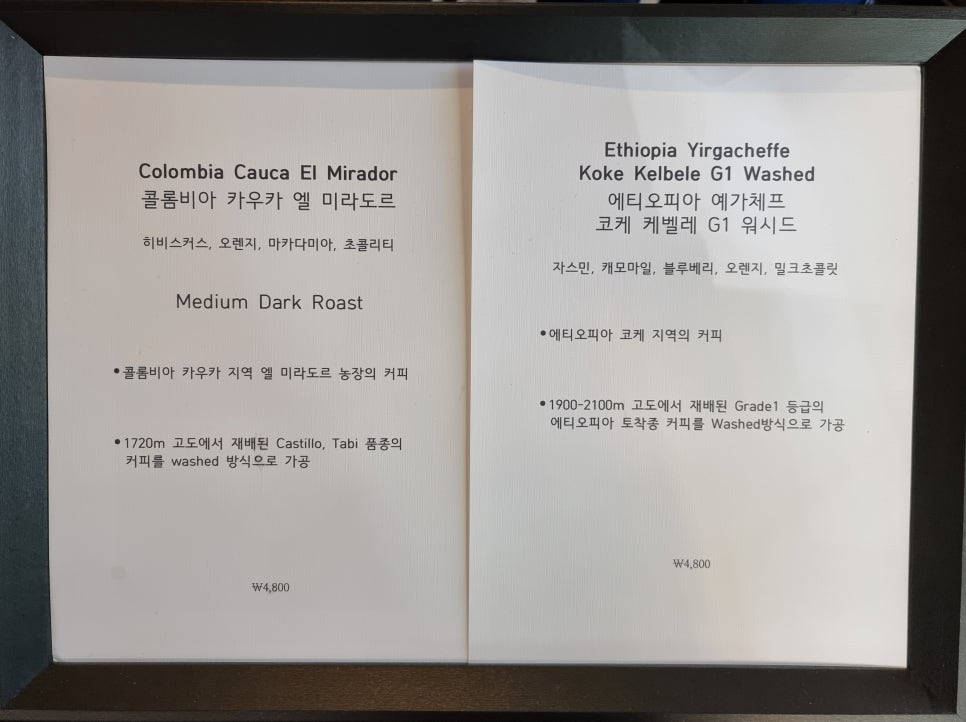 Colombia Cauca El Mirador
콜롬비아 카우카 엘 미라도르
히비스커스, 오렌지, 마카다미아, 초콜리티
Medium Dark Roast
•콜롬비아 카우카 지역 엘 미라도르 농장의 커피
•1720m 고도에서 재배된 Castillo, Tabi 품종의
커피를 washed 방식으로 가공
₩4,800
Ethiopia Yirgacheffe
Koke Kelbele G1 Washed
에티오피아 예가체프
코케 케벨레 G1 워시드
자스민, 캐모마일, 블루베리, 오렌지, 밀크초콜릿
•에티오피아 코케 지역의 커피
•1900-2100m 고도에서 재배된 Grade1 등급의
에티오피아 토착종 커피를 Washed방식으로 가공
₩4,800